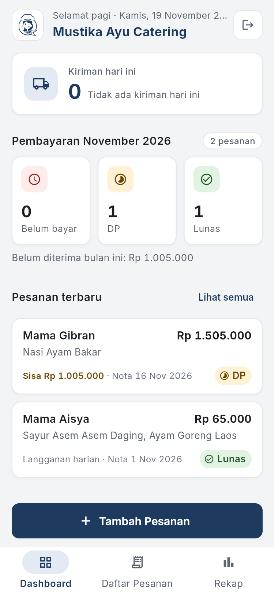 Selamat pagi · Kamis, 19 November 2...
Mustika Ayu Catering
Kiriman hari ini
0 Tidak ada kiriman hari ini
Pembayaran November 2026
2 pesanan
0
Belum bayar
1
DP
1
Lunas
Belum diterima bulan ini: Rp 1.005.000
Pesanan terbaru
Lihat semua
Mama Gibran
Rp 1.505.000
Nasi Ayam Bakar
Sisa Rp 1.005.000 · Nota 16 Nov 2026
DP
Mama Aisya
Rp 65.000
Sayur Asem Asem Daging, Ayam Goreng Laos
Langganan harian · Nota 1 Nov 2026
Lunas
+ Tambah Pesanan
Dashboard
Daftar Pesanan
Rekap